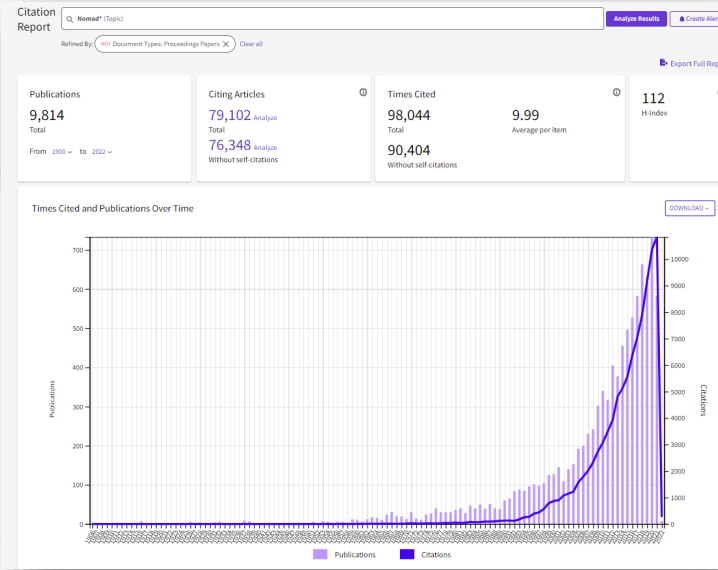 Citation
Report
Nomad* (Topic)
Analyze Results
Create Aler
Refined By:
NOT Document Types: Proceedings Papers
Clear all
Export Full Rep
Publications
9,814
Total
From 1900 to 2022
Citing Articles
79,102 Analyze
Total
76,348 Analyze
Without self-citations
Times Cited
98,044
Total
9.99
Average per item
90,404
Without self-citations
112
H-Index
Times Cited and Publications Over Time
DOWNLOAD
Publications
700
600
500
400
300
200
100
0
Citations
10000
9000
8000
7000
6000
5000
4000
3000
2000
1000
0
Publications
Citations